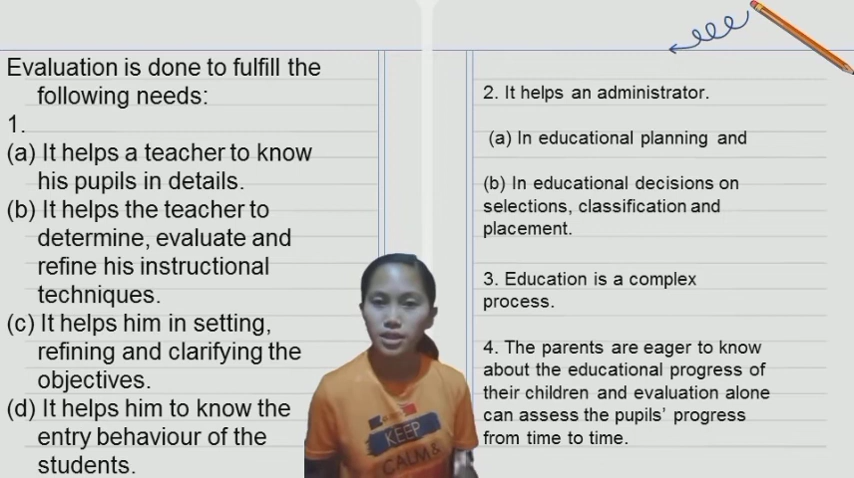 Evaluation is done to fulfill the
following needs:
1.
(a) It helps a teacher to know
his pupils in details.
(b) It helps the teacher to
determine, evaluate and
refine his instructional
techniques.
(c) It helps him in setting,
refining and clarifying the
objectives.
(d) It helps him to know the
entry behaviour of the
students.
2. It helps an administrator.
(a) In educational planning and
(b) In educational decisions on
selections, classification and
placement.
3. Education is a complex
process.
4. The parents are eager to know
about the educational progress of
their children and evaluation alone
can assess the pupils' progress
from time to time.
KEEP
CALM &